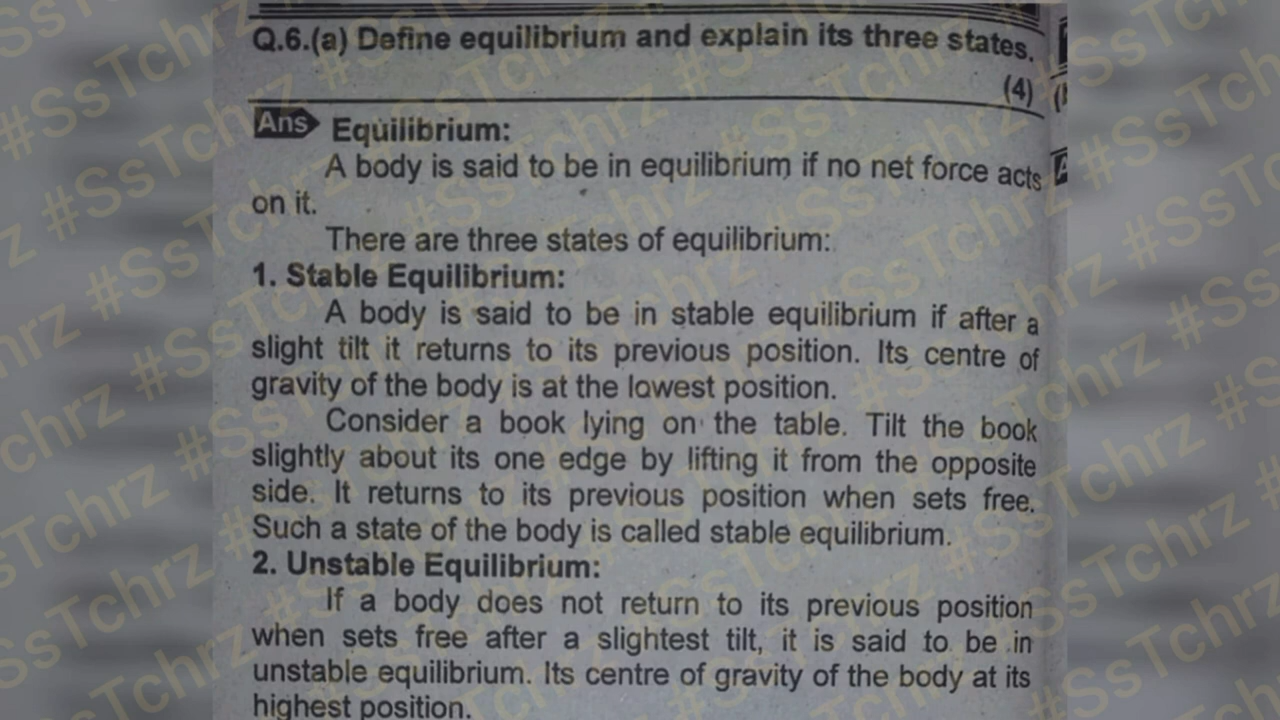 Q.6.(a) Define equilibrium and explain its three states.
(4)
Ans Equilibrium:
A body is said to be in equilibrium if no net force acts
on it.
There are three states of equilibrium:
1. Stable Equilibrium:
A body is said to be in stable equilibrium if after a
slight tilt it returns to its previous position. Its centre of
gravity of the body is at the lowest position.
Consider a book lying on the table. Tilt the book
slightly about its one edge by lifting it from the opposite
side. It returns to its previous position when sets free.
Such a state of the body is called stable equilibrium.
2. Unstable Equilibrium:
If a body does not return to its previous position
when sets free after a slightest tilt, it is said to be in
unstable equilibrium. Its centre of gravity of the body at its
highest position.
#SsTchrz